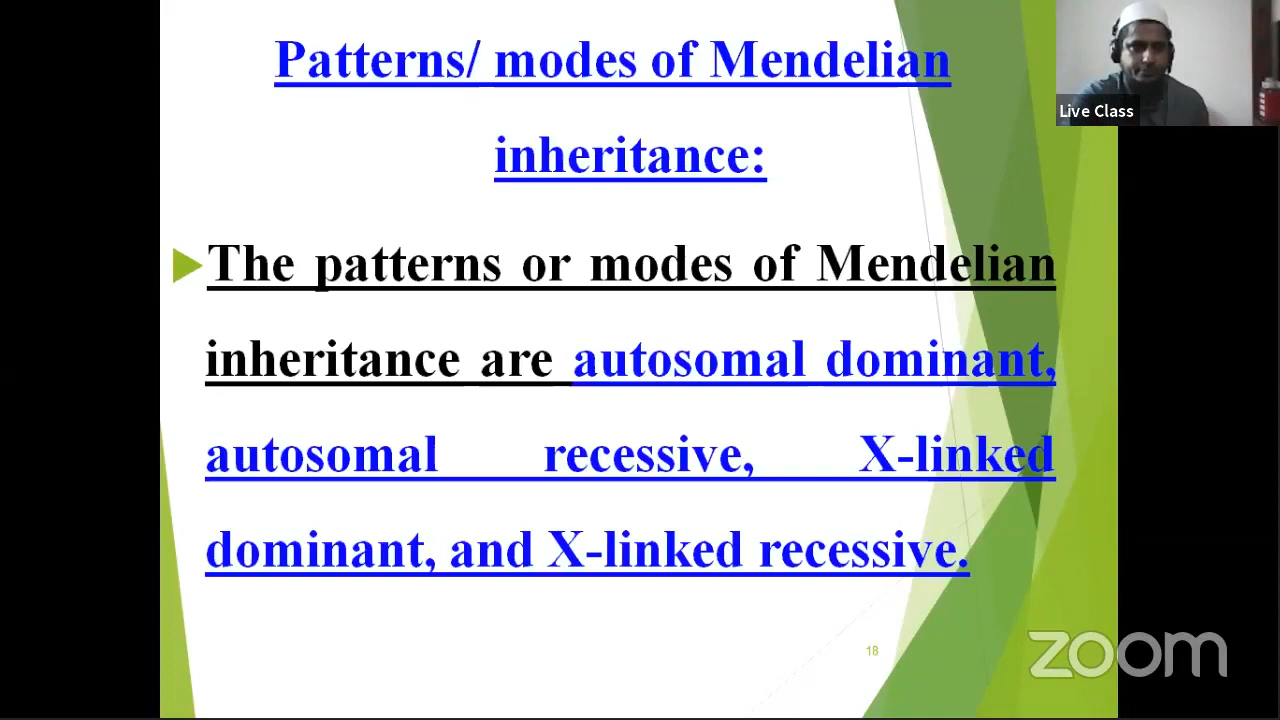 Patterns/ modes of Mendelian
inheritance:
The patterns or modes of Mendelian
inheritance are autosomal dominant,
autosomal recessive, X-linked
dominant, and X-linked recessive.
18
Live Class
zoom